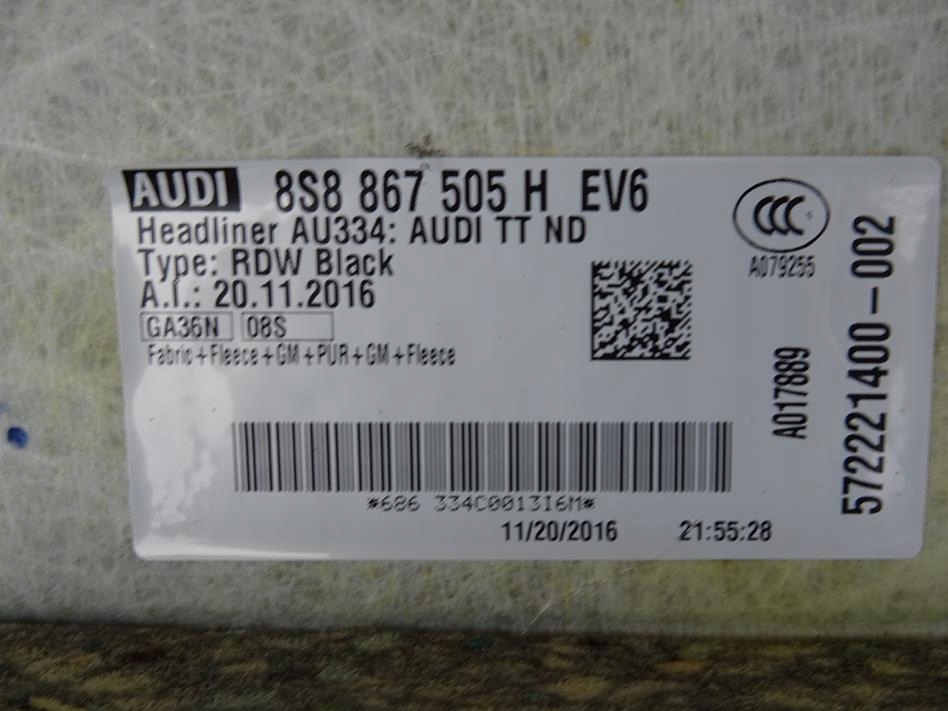 AUDI 8S8 867 505 H EV6
Headliner AU334: AUDI TT ND
Type: RDW Black
A.I.: 20.11.2016
GA36N 08S
Fabric+Fleece+GM+PUR+GM+Fleece
CCC S
A079255
A017889
572221400-002
*686 334C0013I6M*
11/20/2016 21:55:28